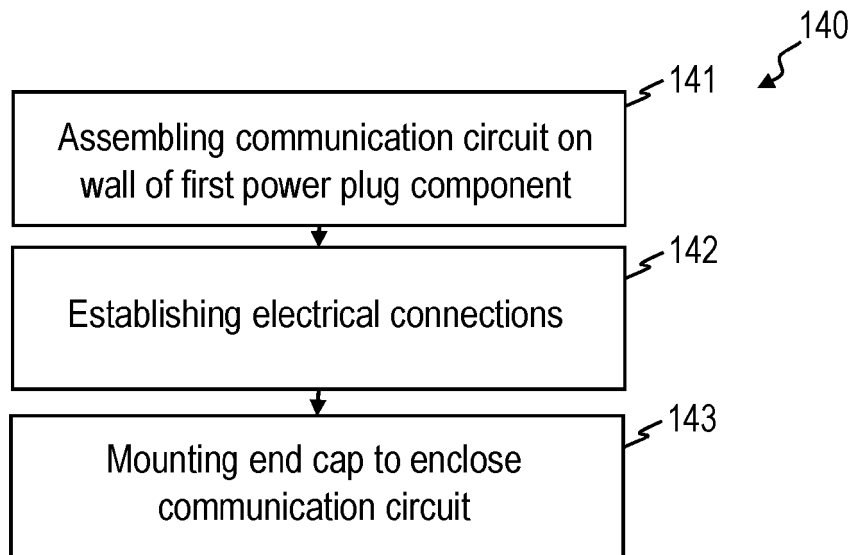 140
141
Assembling communication circuit on
wall of first power plug component
142
Establishing electrical connections
143
Mounting end cap to enclose
communication circuit